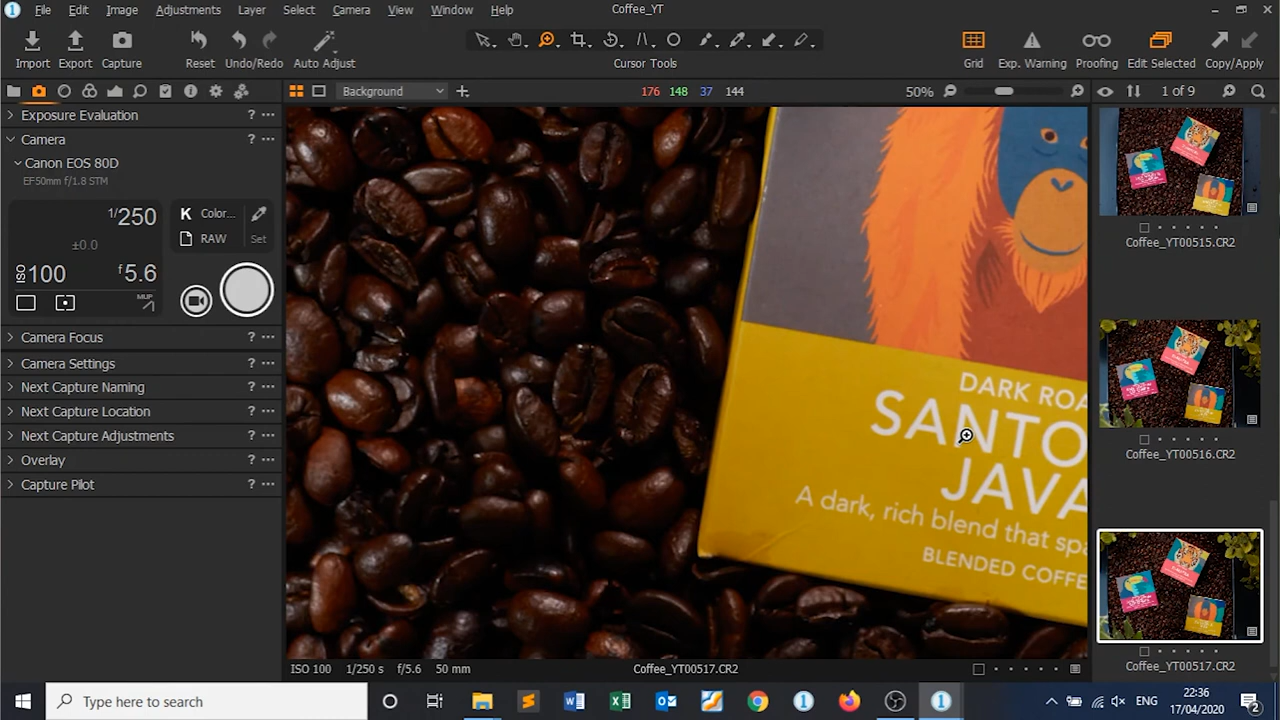 File Edit Image Adjustments Layer Select Camera View Window Help Coffee_YT
Import Export Capture Reset Undo/Redo Auto Adjust Cursor Tools Grid Exp. Warning Proofing Edit Selected Copy/Apply
Background 176 148 37 144 50% 1 of 9
Exposure Evaluation ? ...
Camera ? ...
Canon EOS 80D
EF50mm f/1.8 STM
1/250 K Color...
±0.0 RAW Set
ISO 100 f 5.6
MUP
Camera Focus ? ...
Camera Settings ? ...
Next Capture Naming ? ...
Next Capture Location ? ...
Next Capture Adjustments ? ...
Overlay ? ...
Capture Pilot ? ...
DARK ROA
SANTO
JAVA
A dark, rich blend that spa
BLENDED COFFE
ISO 100 1/250 s f/5.6 50 mm Coffee_YT00517.CR2
Coffee_YT00515.CR2
Coffee_YT00516.CR2
Coffee_YT00517.CR2
Type here to search
ENG
22:36
17/04/2020
2